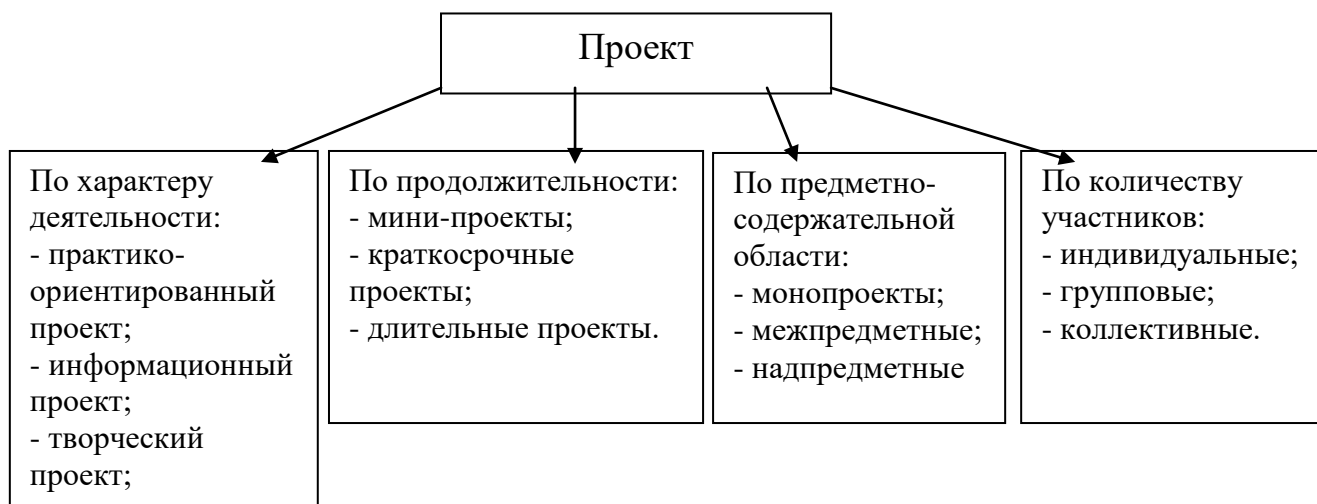 Проект
По характеру
деятельности:
- практико-
ориентированный
проект;
- информационный
проект;
- творческий
проект;
По продолжительности:
- мини-проекты;
- краткосрочные
проекты;
- длительные проекты.
По предметно-
содержательной
области:
- монопроекты;
- межпредметные;
- надпредметные
По количеству
участников:
- индивидуальные;
- групповые;
- коллективные.